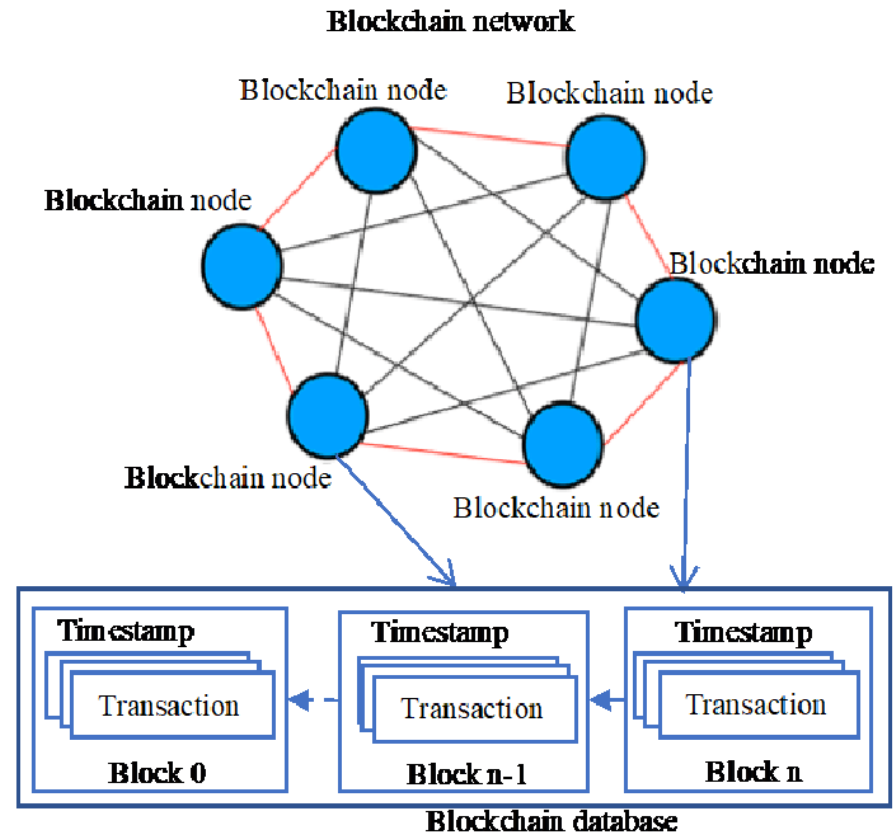 Blockchain network
Blockchain node
Blockchain node
Blockchain node
Blockchain node
Blockchain node
Blockchain node
Timestamp
Transaction
Block 0
Timestamp
Transaction
Block n-1
Timestamp
Transaction
Block n
Blockchain database